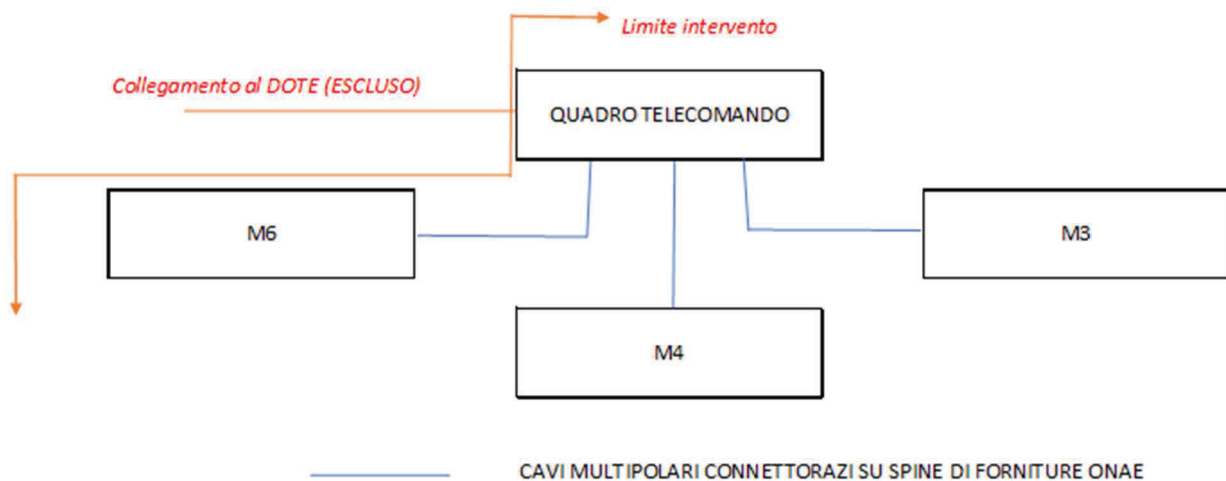 Limite intervento
Collegamento al DOTE (ESCLUSO)
QUADRO TELECOMANDO
M6
M3
M4
CAVI MULTIPOLARI CONNETTORAZI SU SPINE DI FORNITURE ONAE